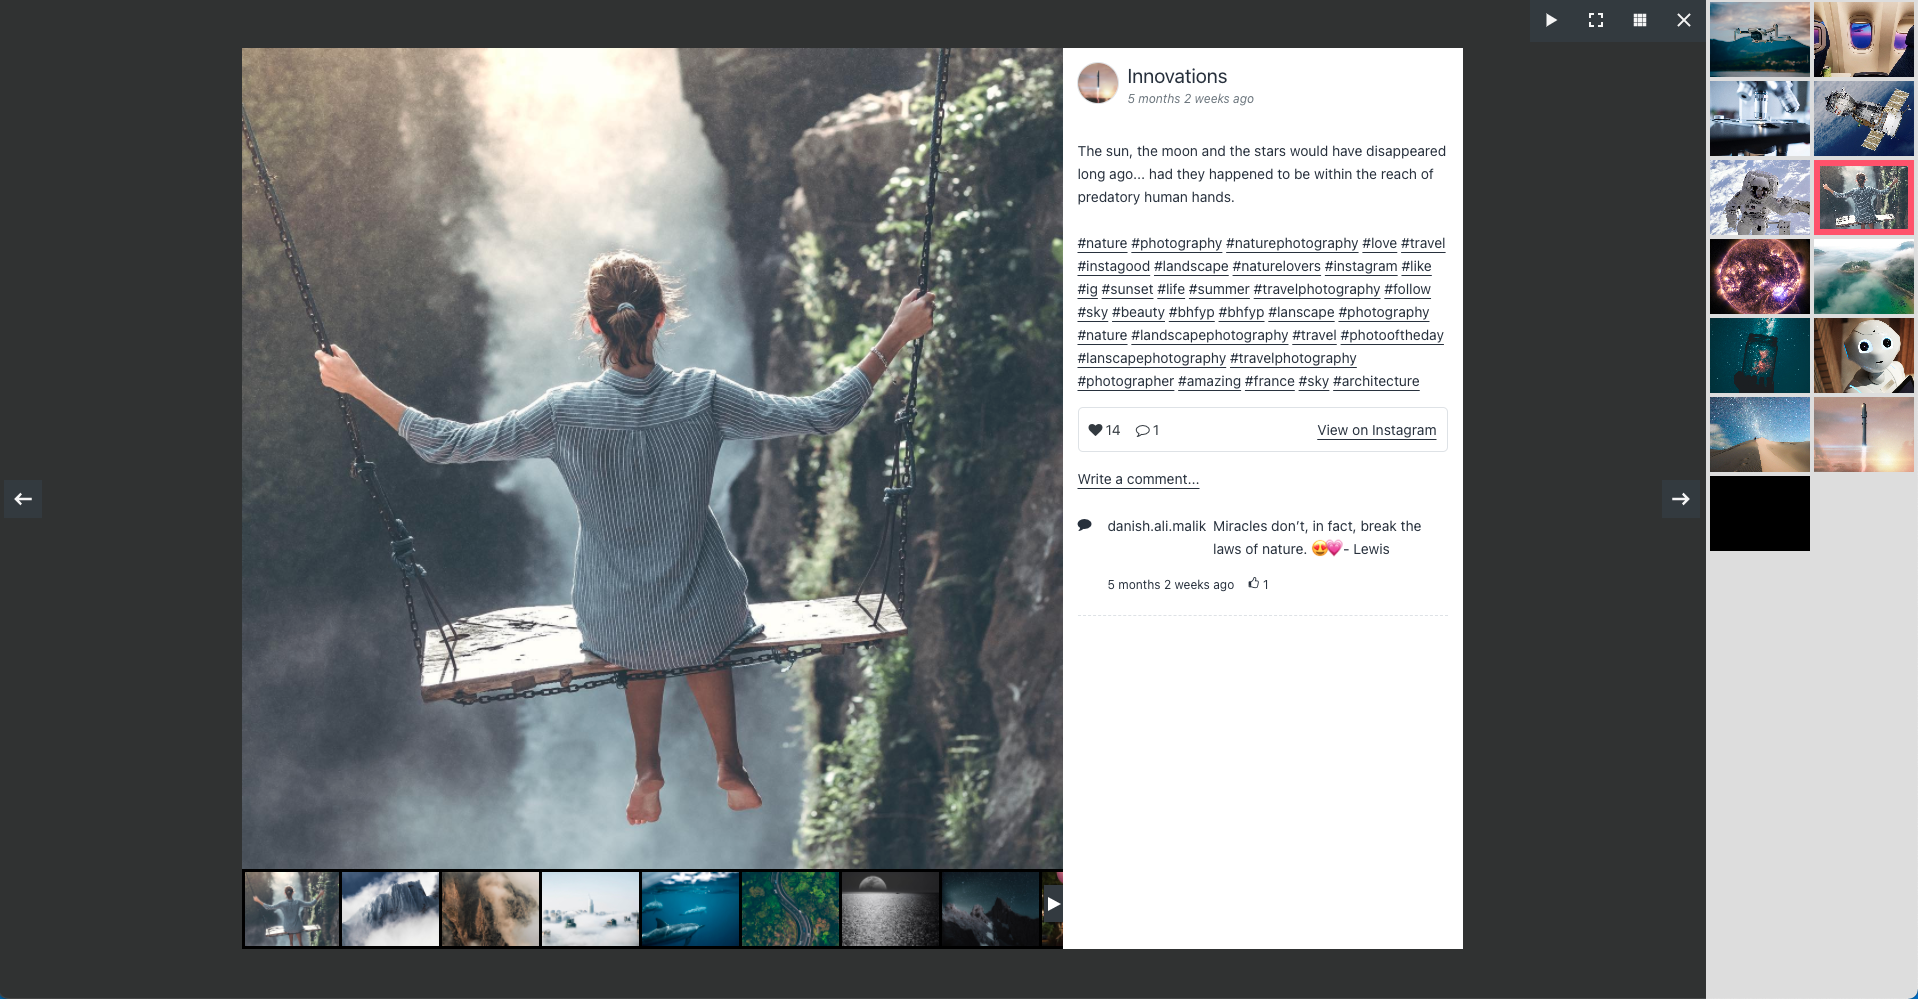 Innovations
5 months 2 weeks ago
The sun, the moon and the stars would have disappeared
long ago... had they happened to be within the reach of
predatory human hands.
#nature #photography #naturephotography #love #travel
#instagood #landscape #naturelovers #instagram #like
#ig #sunset #life #summer #travelphotography #follow
#sky #beauty #bhfyp #bhfyp #lanscape #photography
#nature #landscapephotography #travel #photooftheday
#lanscapephotography #travelphotography
#photographer #amazing #france #sky #architecture
14 1 View on Instagram
Write a comment...
danish.ali.malik Miracles don't, in fact, break the
laws of nature. 😍💗- Lewis
5 months 2 weeks ago 1